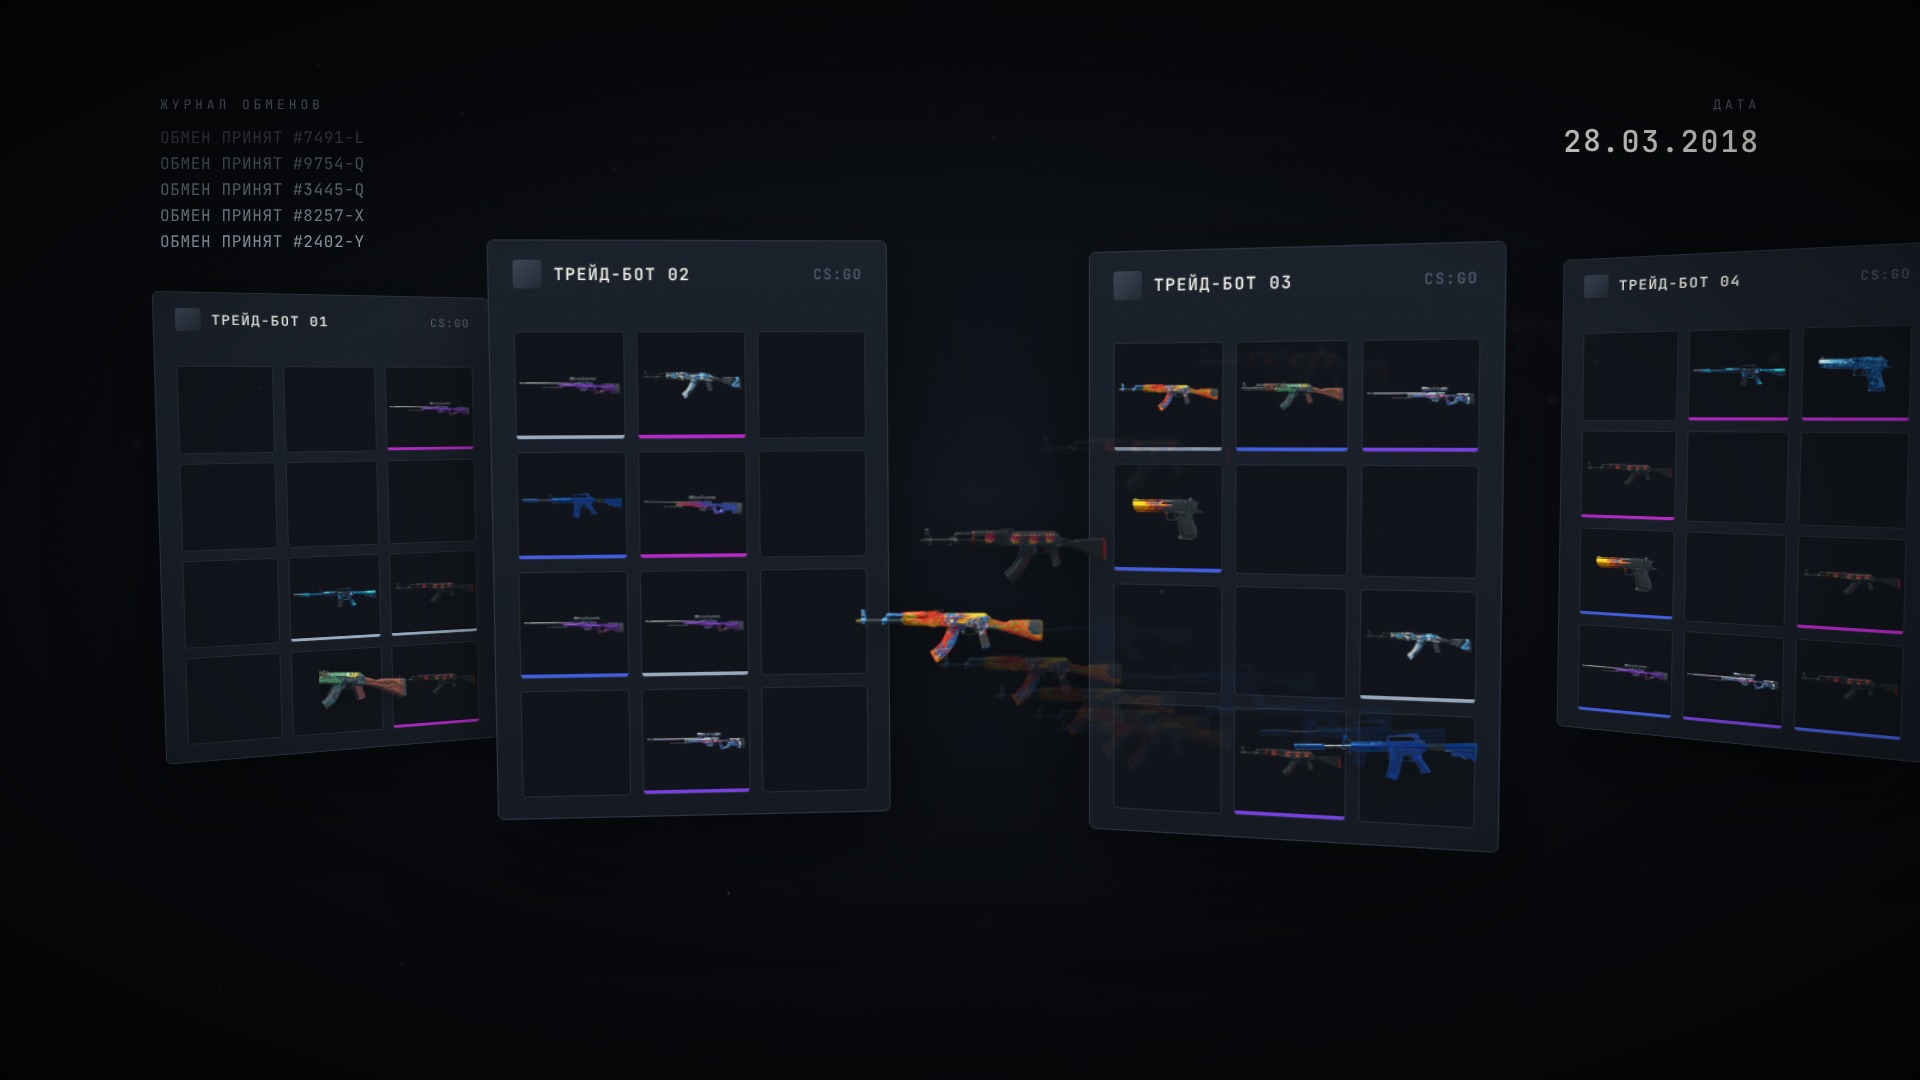 ЖУРНАЛ ОБМЕНОВ
ОБМЕН ПРИНЯТ #7491-L
ОБМЕН ПРИНЯТ #9754-Q
ОБМЕН ПРИНЯТ #3445-Q
ОБМЕН ПРИНЯТ #8257-X
ОБМЕН ПРИНЯТ #2402-Y
ДАТА
28.03.2018
ТРЕЙД-БОТ 01 CS:GO
ТРЕЙД-БОТ 02 CS:GO
ТРЕЙД-БОТ 03 CS:GO
ТРЕЙД-БОТ 04 CS:GO